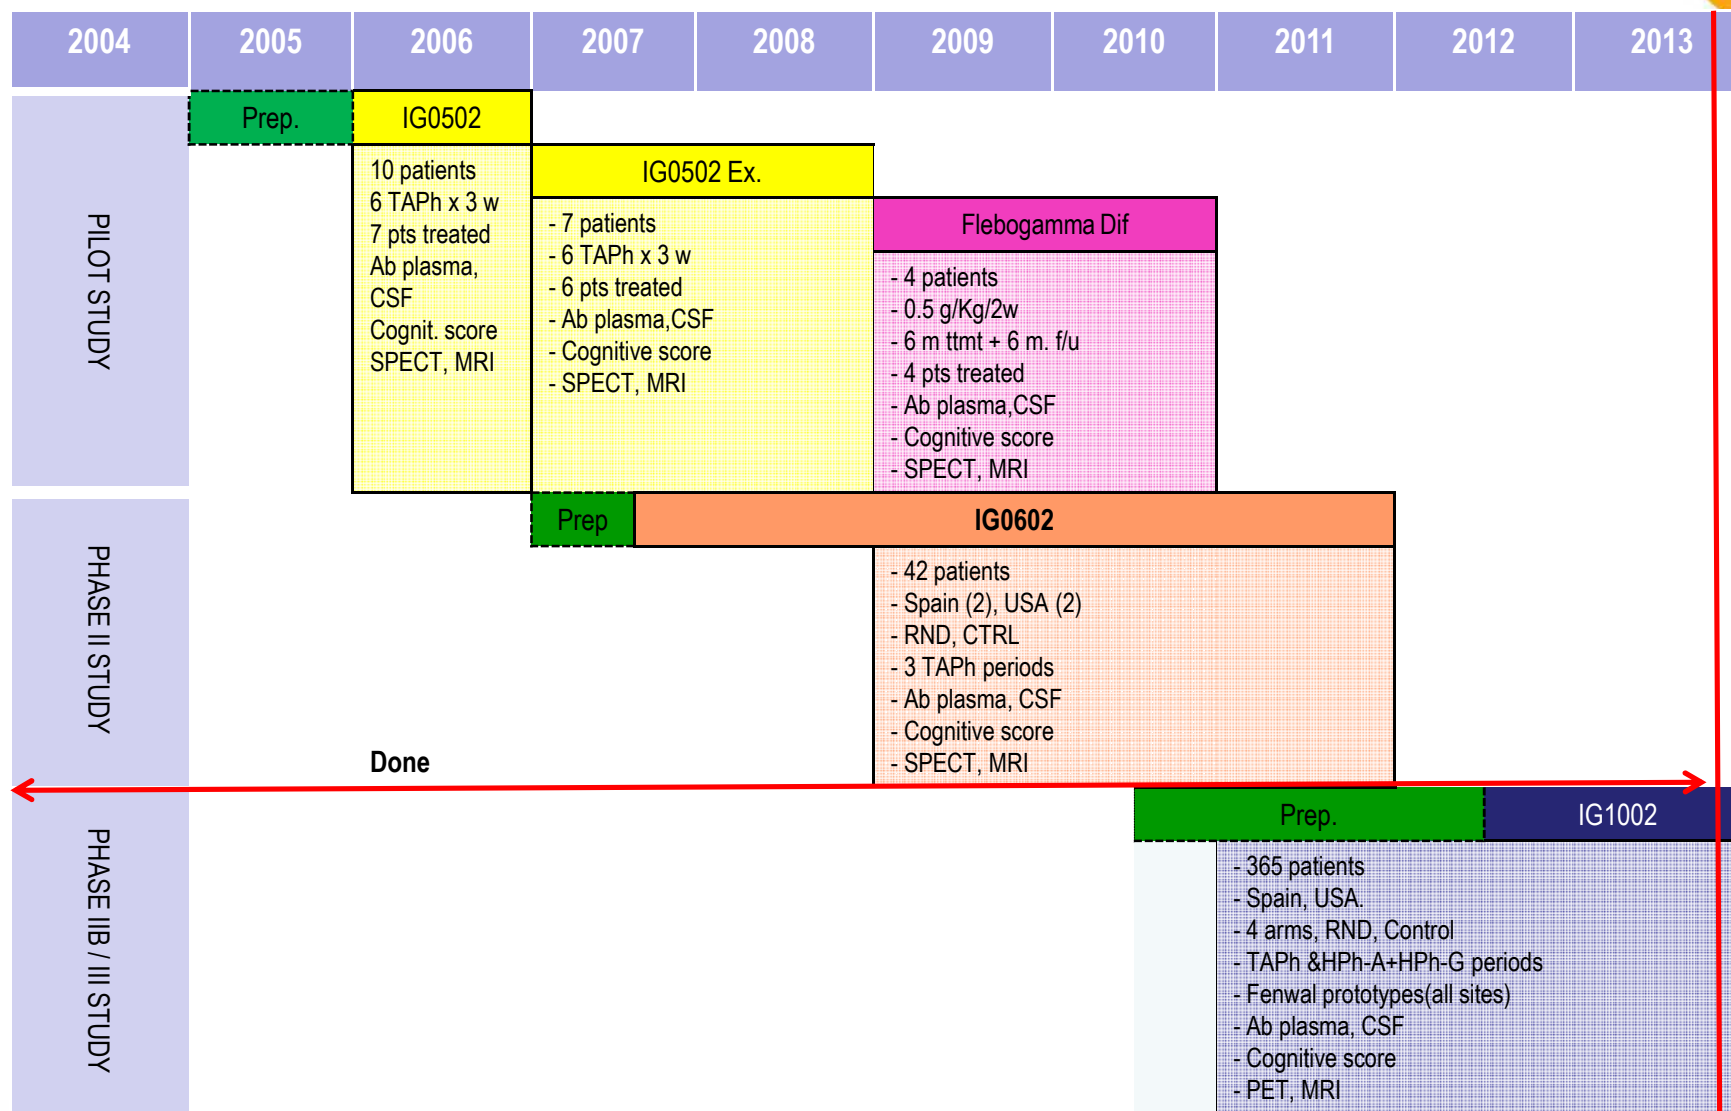 2004 2005 2006 2007 2008 2009 2010 2011 2012 2013
PILOT STUDY
Prep.
IG0502
10 patients
6 TAPh x 3 w
7 pts treated
Ab plasma,
CSF
Cognit. score
SPECT, MRI
IG0502 Ex.
- 7 patients
- 6 TAPh x 3 w
- 6 pts treated
- Ab plasma,CSF
- Cognitive score
- SPECT, MRI
Flebogamma Dif
- 4 patients
- 0.5 g/Kg/2w
- 6 m ttmt + 6 m. f/u
- 4 pts treated
- Ab plasma,CSF
- Cognitive score
- SPECT, MRI
PHASE II STUDY
Prep
IG0602
- 42 patients
- Spain (2), USA (2)
- RND, CTRL
- 3 TAPh periods
- Ab plasma, CSF
- Cognitive score
- SPECT, MRI
Done
PHASE IIB / III STUDY
Prep.
IG1002
- 365 patients
- Spain, USA.
- 4 arms, RND, Control
- TAPh &HPh-A+HPh-G periods
- Fenwal prototypes(all sites)
- Ab plasma, CSF
- Cognitive score
- PET, MRI